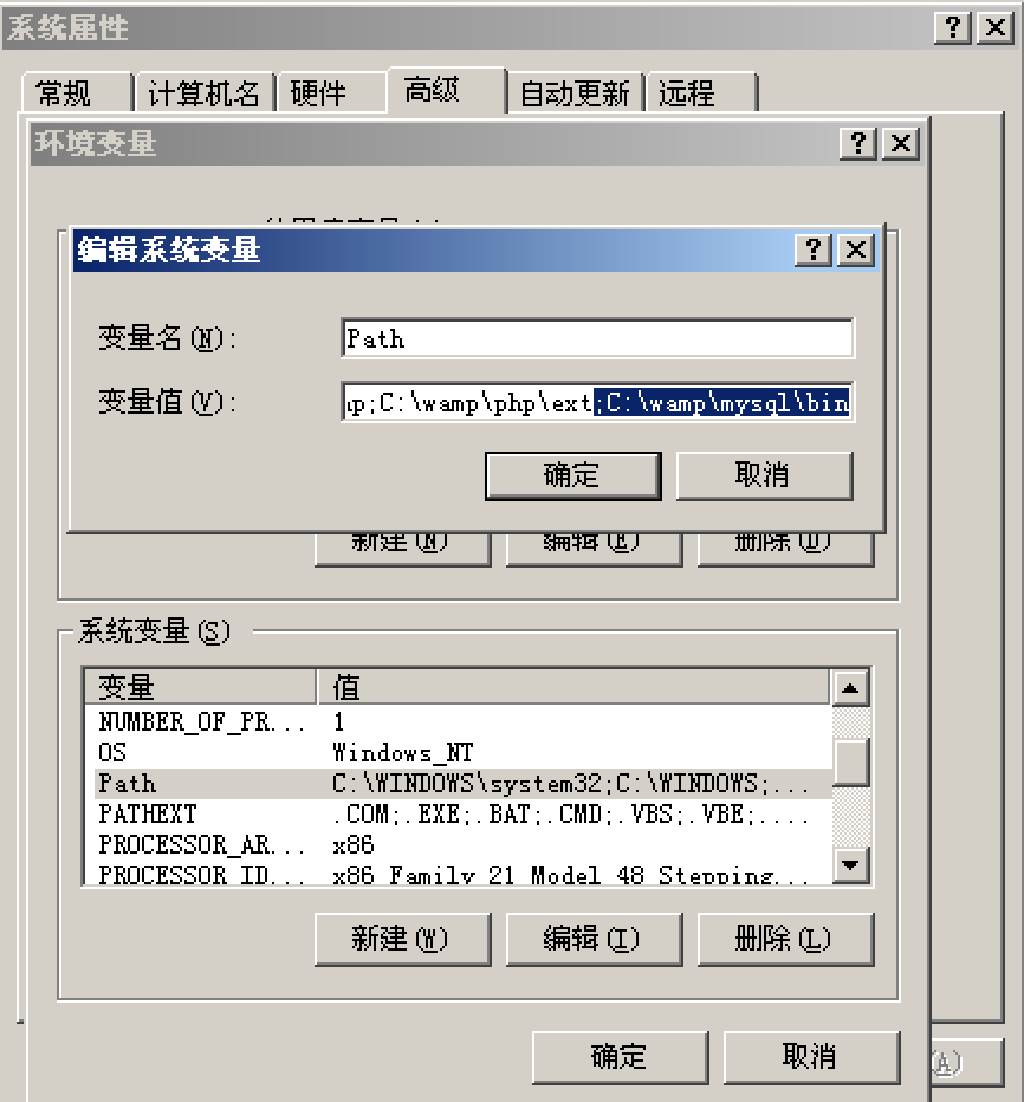 系统属性
常规 计算机名 硬件 高级 自动更新 远程
环境变量
编辑系统变量
变量名(N): Path
变量值(V): p;C:\wamp\php\ext;C:\wamp\mysql\bin
确定 取消
新建(N) 编辑(E) 删除(D)
系统变量(S)
变量 值
NUMBER_OF_PR... 1
OS Windows_NT
Path C:\WINDOWS\system32;C:\WINDOWS;...
PATHEXT .COM;.EXE;.BAT;.CMD;.VBS;.VBE;....
PROCESSOR_AR... x86
PROCESSOR_ID... x86 Family 21 Model 48 Stepping...
新建(W) 编辑(I) 删除(L)
确定 取消
(A)